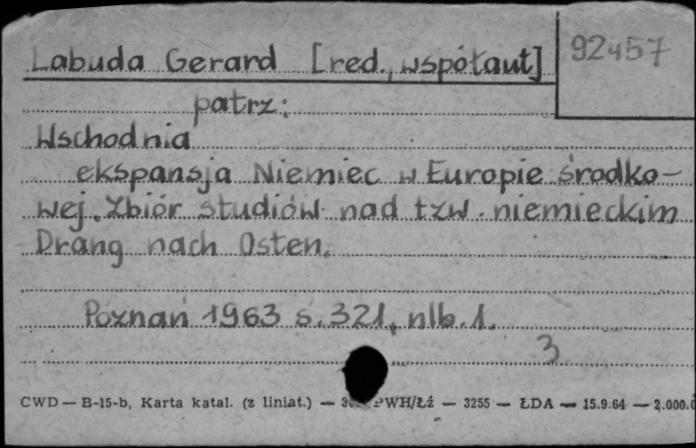 Labuda Gerard [red., współaut]
92457
patrz:
Wschodnia
ekspansja Niemiec w Europie środko-
wej. Zbiór studiów nad tzw. niemieckim
Drang nach Osten.
Poznań 1963 s. 321, nlb. 1.
3
CWD — B-15-b, Karta katal. (z liniat.) — PWH/Łź — 3255 — ŁDA — 15.9.64 —